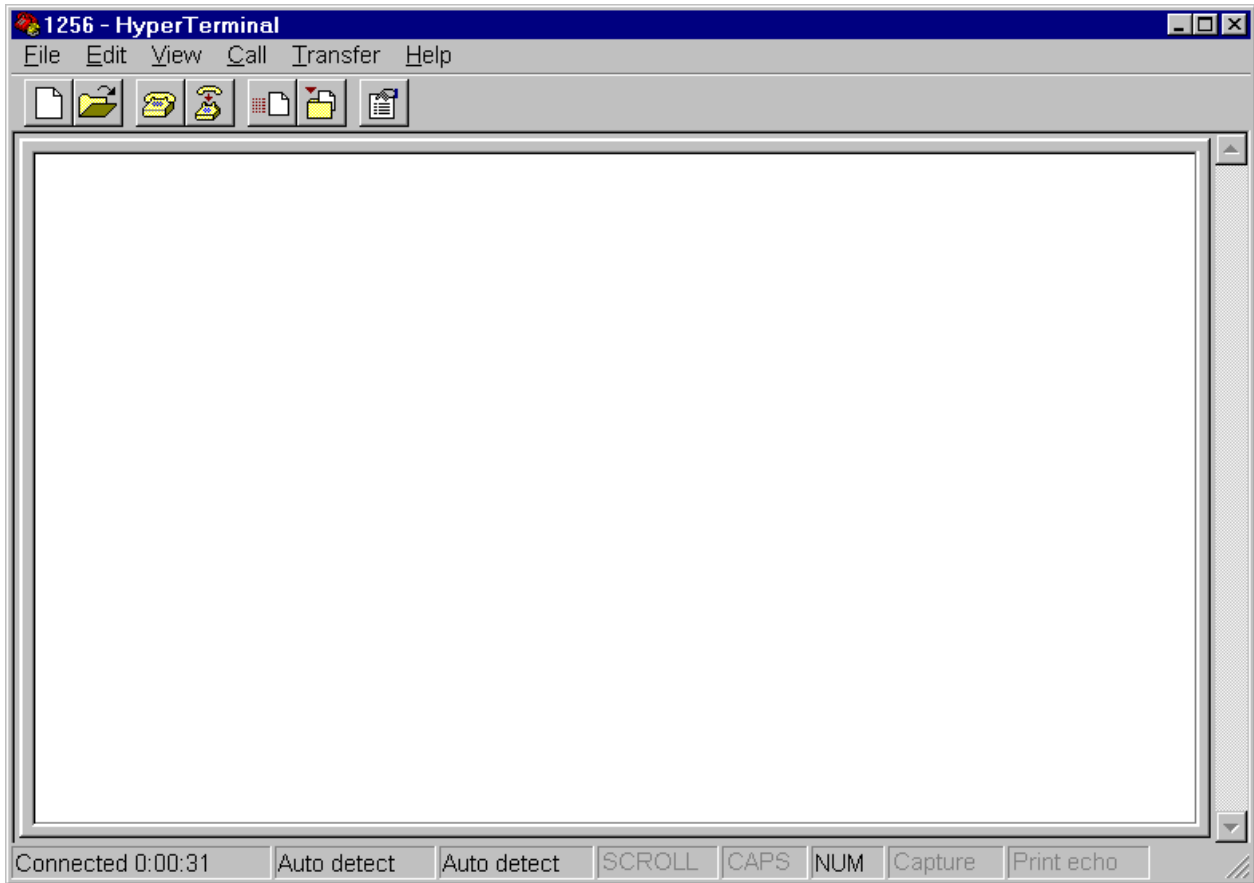 1256 - HyperTerminal
File Edit View Call Transfer Help
Connected 0:00:31 Auto detect Auto detect SCROLL CAPS NUM Capture Print echo